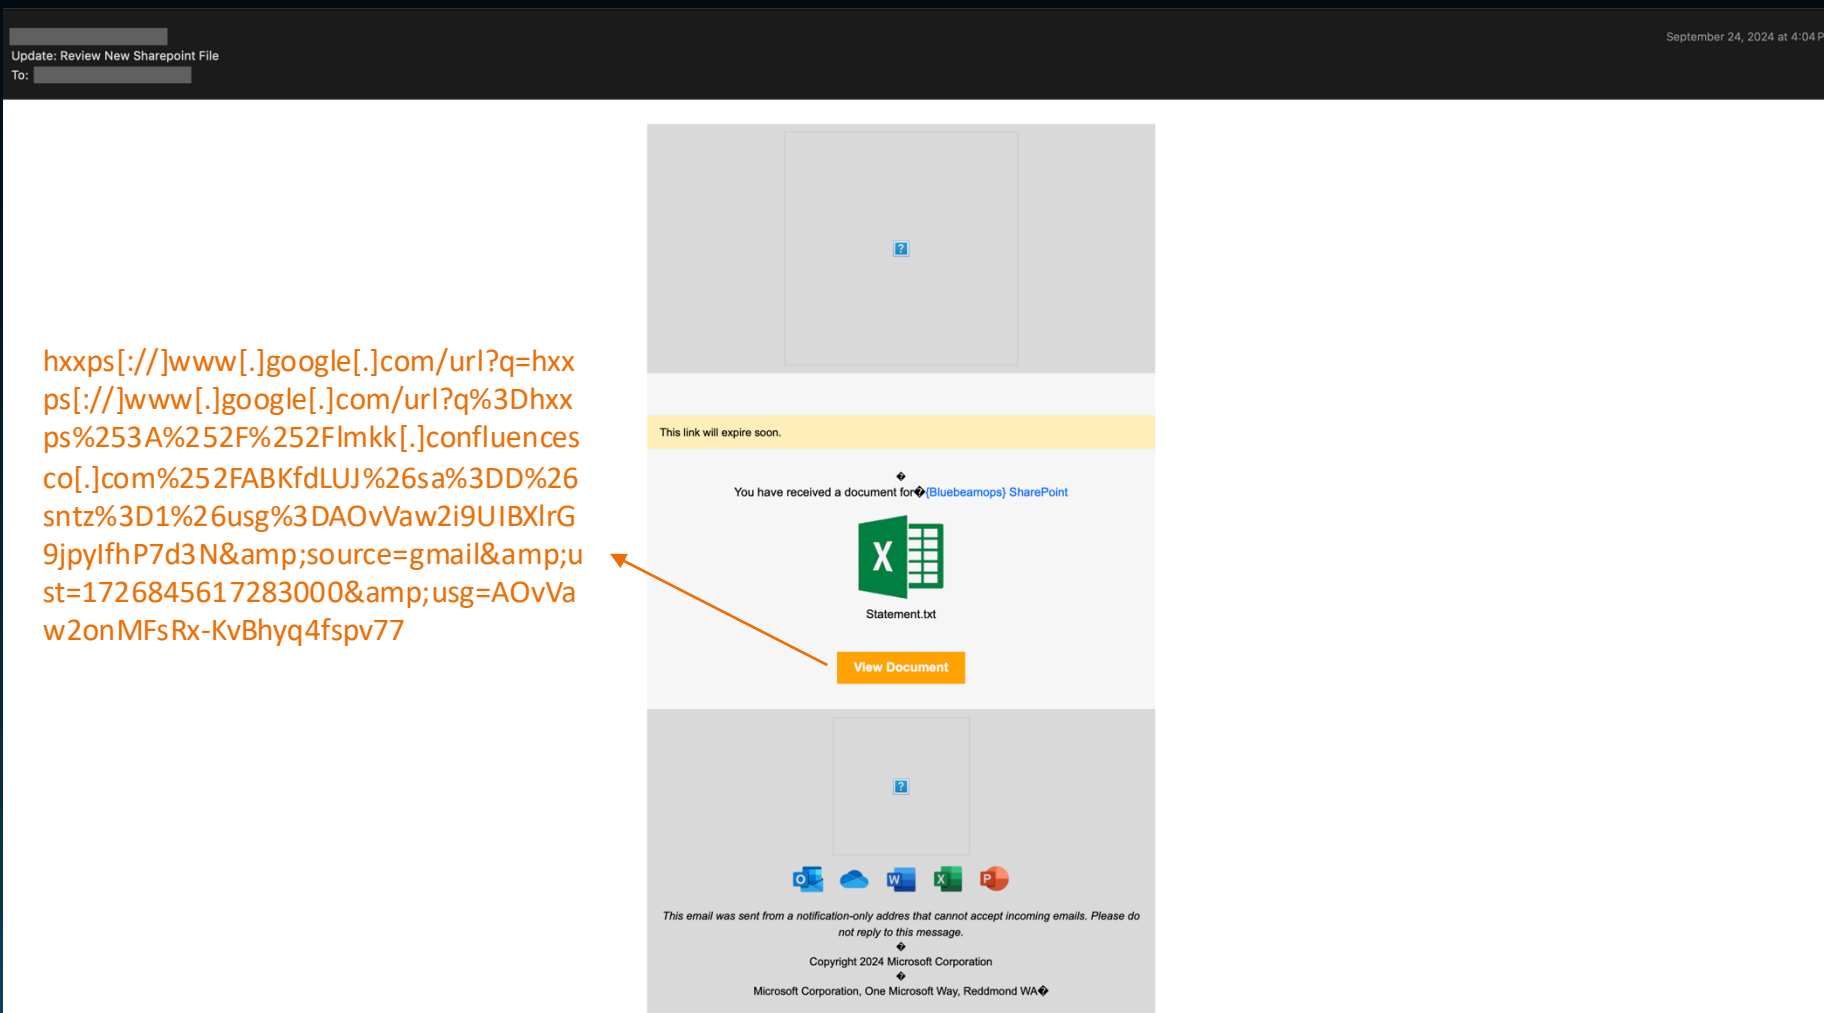 Update: Review New Sharepoint File
To:
September 24, 2024 at 4:04 P
hxxps[://]www[.]google[.]com/url?q=hxx
ps[://]www[.]google[.]com/url?q%3Dhxx
ps%253A%252F%252Flmkk[.]confluences
co[.]com%252FABKfdLUJ%26sa%3DD%26
sntz%3D1%26usg%3DAOvVaw2i9UIBXlrG
9jpyIfhP7d3N&amp;source=gmail&amp;u
st=1726845617283000&amp;usg=AOvVa
w2onMFsRx-KvBhyq4fspv77
This link will expire soon.
�
You have received a document for�{Bluebeamops} SharePoint
X
Statement.txt
View Document
O W X P
This email was sent from a notification-only addres that cannot accept incoming emails. Please do
not reply to this message.
�
Copyright 2024 Microsoft Corporation
�
Microsoft Corporation, One Microsoft Way, Reddmond WA�